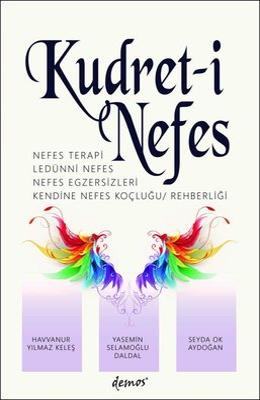 Kudret-i
Nefes
NEFES TERAPİ
LEDÜNNİ NEFES
NEFES EGZERSİZLERİ
KENDİNE NEFES KOÇLUĞU/ REHBERLİĞİ
HAVVANUR
YILMAZ KELEŞ
YASEMİN
SELAMOĞLU
DALDAL
SEYDA OK
AYDOĞAN
demos